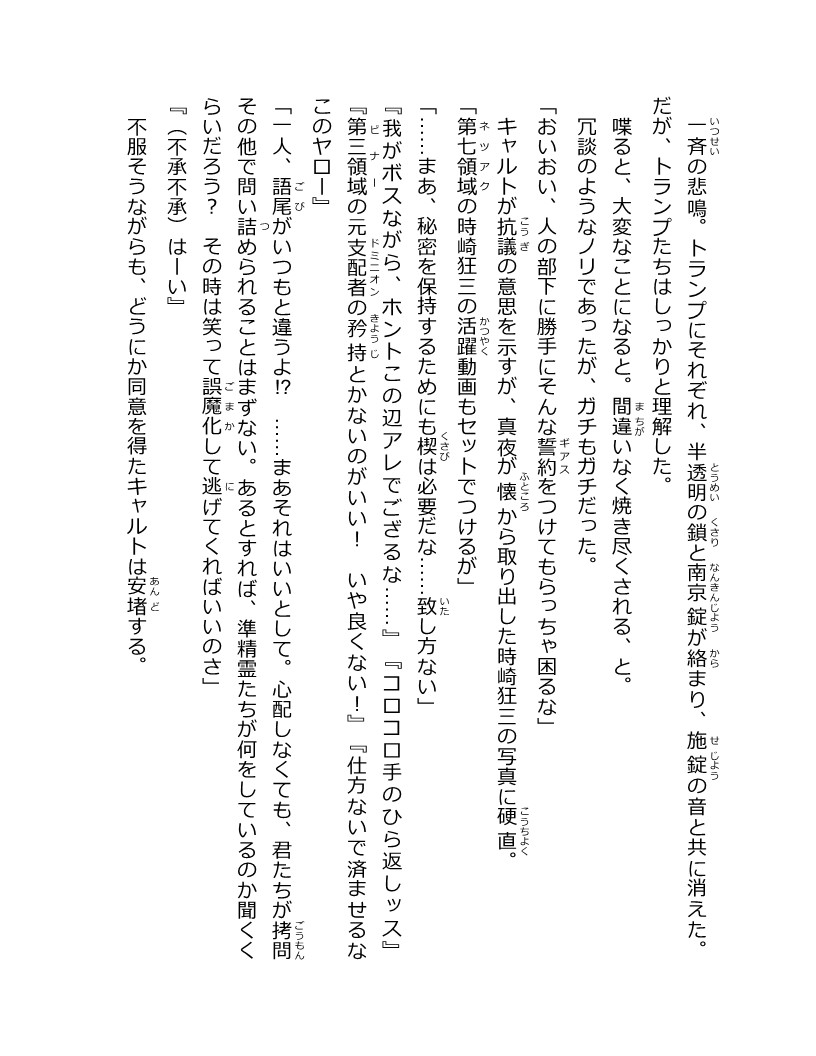 一斉の悲鳴。トランプにそれぞれ、半透明の鎖と南京錠が絡まり、施錠の音と共に消えた。
だが、トランプたちはしっかりと理解した。
喋ると、大変なことになると。間違いなく焼き尽くされる、と。
冗談のようなノリであったが、ガチもガチだった。
「おいおい、人の部下に勝手にそんな誓約をつけてもらっちゃ困るな」
キャルトが抗議の意思を示すが、真夜が懐から取り出した時崎狂三の写真に硬直。
「第七領域の時崎狂三の活躍動画もセットでつけるが」
「……まあ、秘密を保持するためにも楔は必要だな……致し方ない」
『我がボスながら、ホントこの辺アレでござるな……』『コロコロ手のひら返しッス』
『第三領域の元支配者の矜持とかないのがいい！　いや良くない！』『仕方ないで済ませるな
このヤロー』
「一人、語尾がいつもと違うよ!?　……まあそれはいいとして。心配しなくても、君たちが拷問
その他で問い詰められることはまずない。あるとすれば、準精霊たちが何をしているのか聞くく
らいだろう？　その時は笑って誤魔化して逃げてくればいいのさ」
『（不承不承）はーい』
不服そうながらも、どうにか同意を得たキャルトは安堵する。